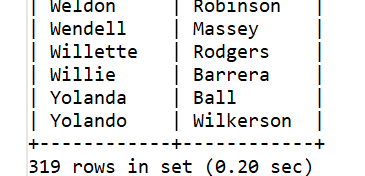 | Weldon     | Robinson   |
| Wendell    | Massey     |
| Willette   | Rodgers    |
| Willie     | Barrera    |
| Yolanda    | Ball       |
| Yolando    | Wilkerson  |
+------------+------------+
319 rows in set (0.20 sec)